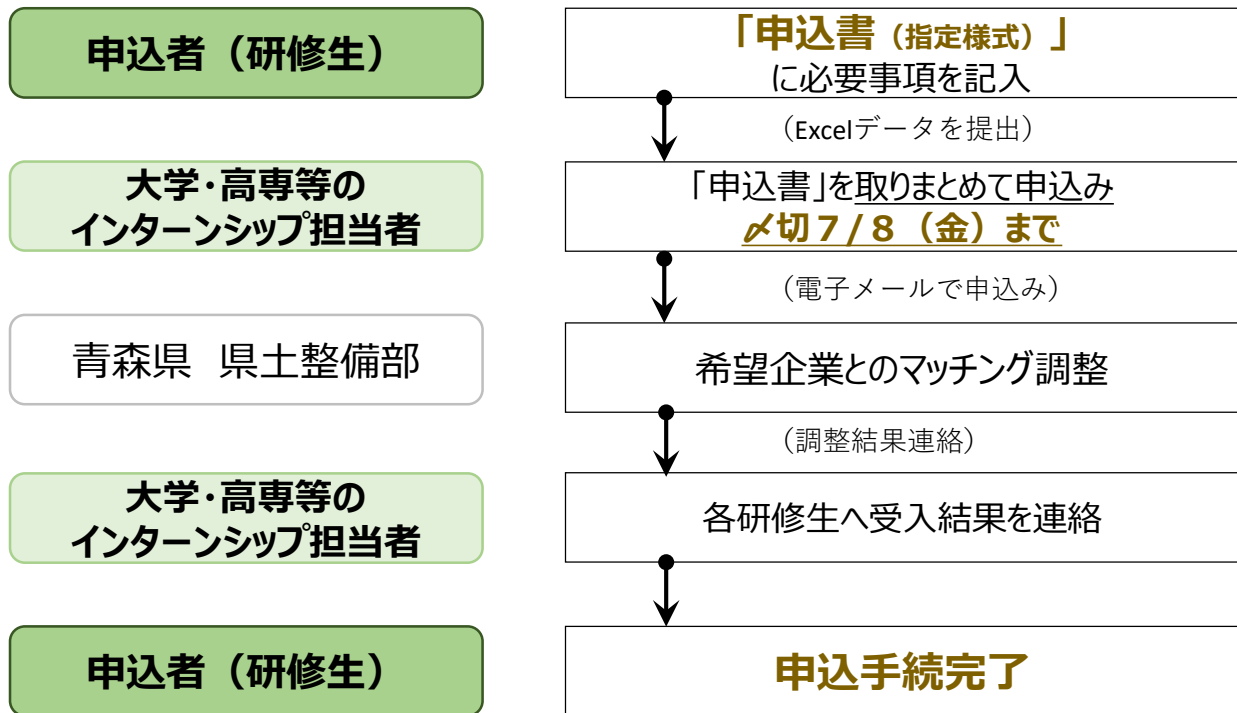 申込者（研修生）
「申込書（指定様式）」
に必要事項を記入
（Excelデータを提出）
大学・高専等の
インターンシップ担当者
「申込書」を取りまとめて申込み
〆切７/８（金）まで
（電子メールで申込み）
青森県　県土整備部
希望企業とのマッチング調整
（調整結果連絡）
大学・高専等の
インターンシップ担当者
各研修生へ受入結果を連絡
申込者（研修生）
申込手続完了